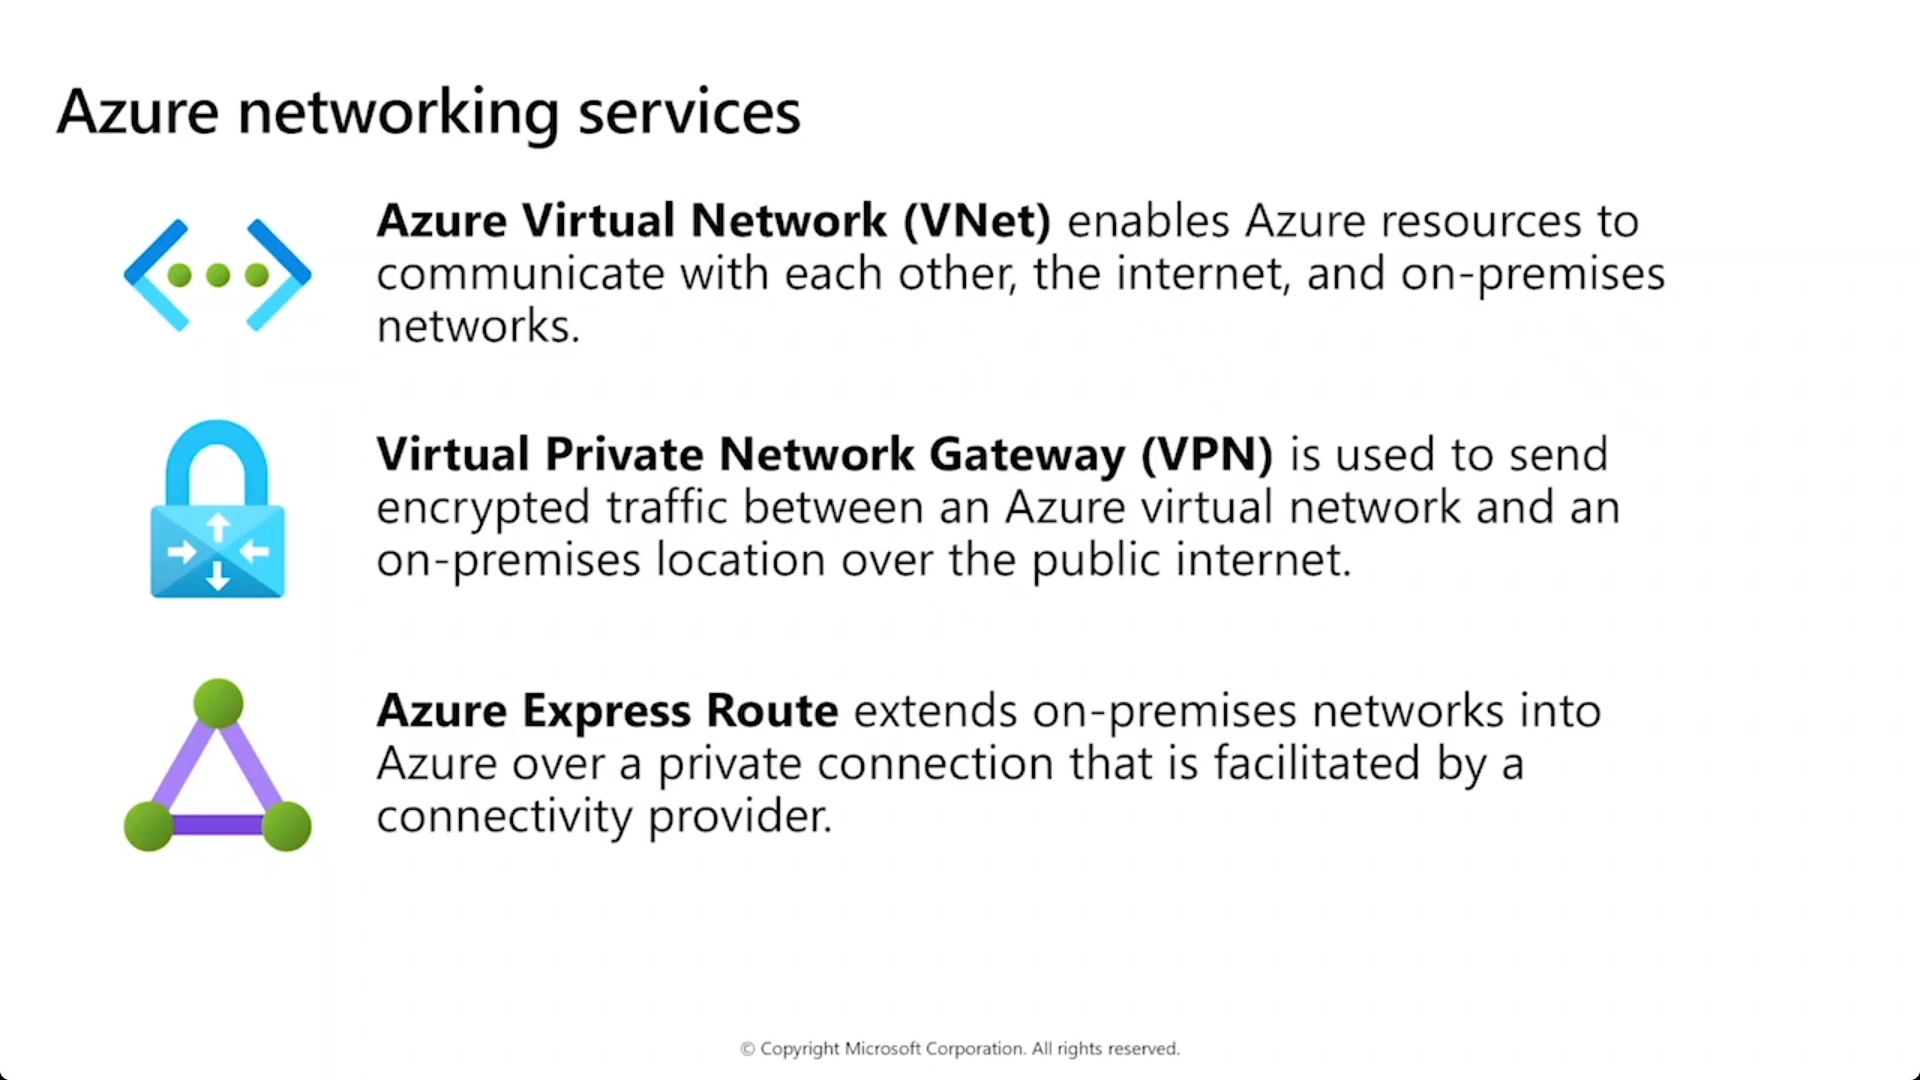 Azure networking services
Azure Virtual Network (VNet) enables Azure resources to
communicate with each other, the internet, and on-premises
networks.
Virtual Private Network Gateway (VPN) is used to send
encrypted traffic between an Azure virtual network and an
on-premises location over the public internet.
Azure Express Route extends on-premises networks into
Azure over a private connection that is facilitated by a
connectivity provider.
© Copyright Microsoft Corporation. All rights reserved.